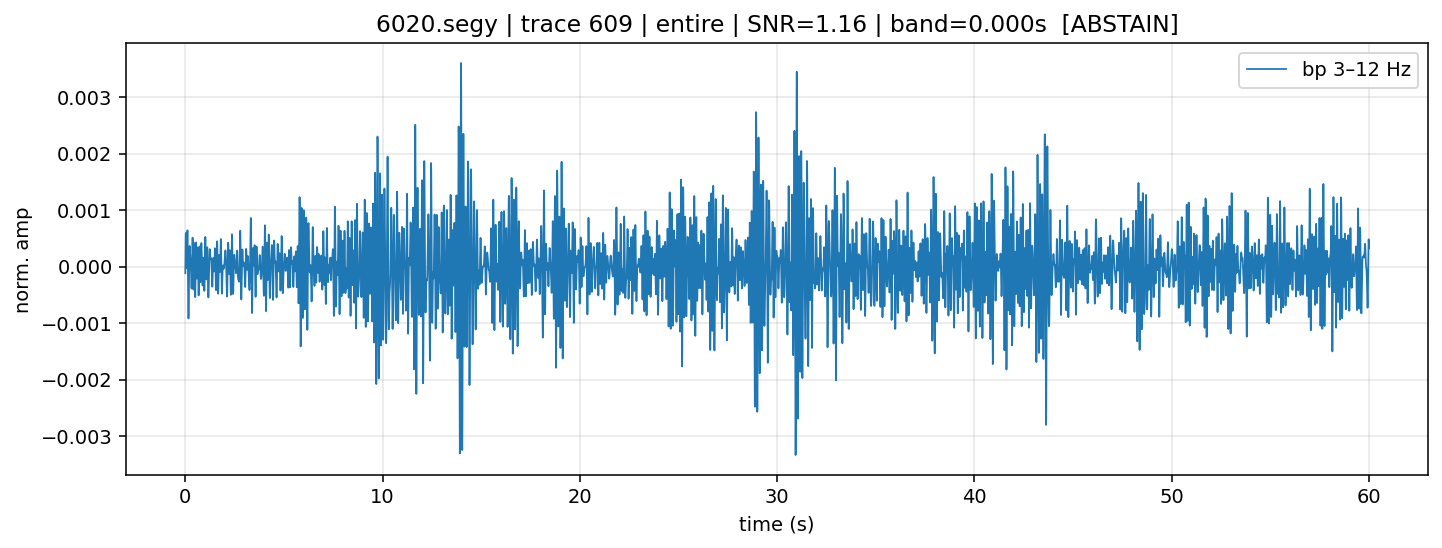 6020.segy | trace 609 | entire | SNR=1.16 | band=0.000s [ABSTAIN]
bp 3–12 Hz
0.003
0.002
0.001
0.000
−0.001
−0.002
−0.003
norm. amp
0 10 20 30 40 50 60
time (s)